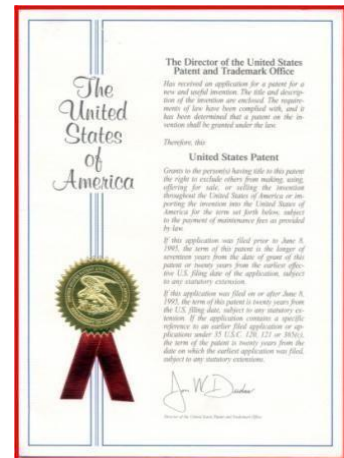 The
United
States
of
America
The Director of the United States
Patent and Trademark Office
Has received an application for a patent for a
new and useful invention. The title and descrip-
tion of the invention are enclosed. The require-
ments of law have been complied with, and it
has been determined that a patent on the in-
vention shall be granted under the law.
Therefore, this
United States Patent
Grants to the person(s) having title to this patent
the right to exclude others from making, using,
offering for sale, or selling the invention
throughout the United States of America or im-
porting the invention into the United States of
America for the term set forth below, subject
to the payment of maintenance fees as provided
by law.
If this application was filed prior to June 8,
1995, the term of this patent is the longer of
seventeen years from the date of grant of this
patent or twenty years from the earliest effec-
tive U.S. filing date of the application, subject
to any statutory extension.
If this application was filed on or after June 8,
1995, the term of this patent is twenty years from
the U.S. filing date, subject to any statutory ex-
tension. If the application contains a specific
reference to an earlier filed application or ap-
plications under 35 U.S.C. 120, 121 or 365(c),
the term of the patent is twenty years from the
date on which the earliest application was filed,
subject to any statutory extensions.
Jon W. Dudas
Director of the United States Patent and Trademark Office